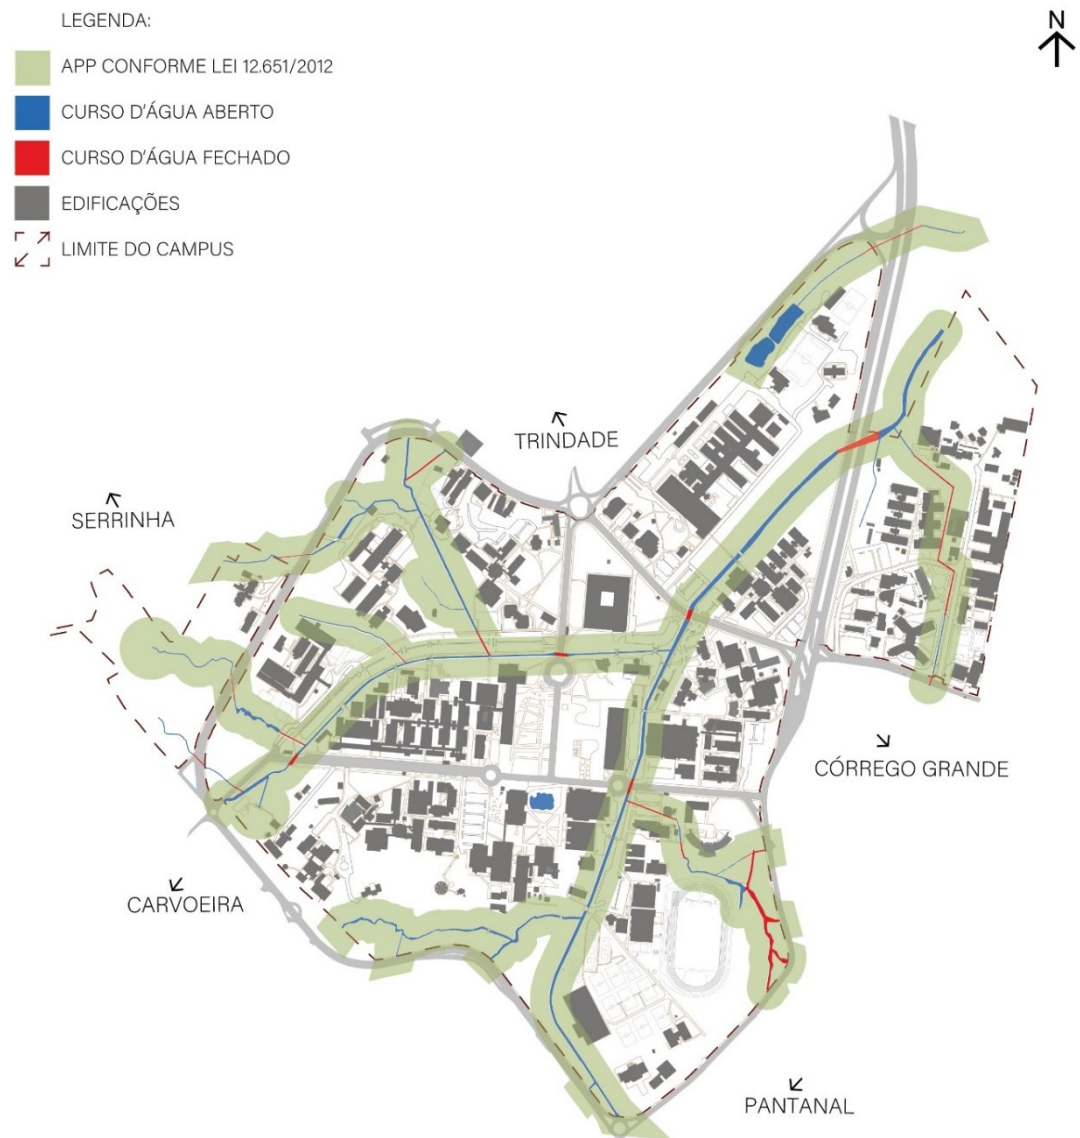 LEGENDA:
APP CONFORME LEI 12.651/2012
CURSO D'ÁGUA ABERTO
CURSO D'ÁGUA FECHADO
EDIFICAÇÕES
LIMITE DO CAMPUS
N
TRINDADE
SERRINHA
CÓRREGO GRANDE
CARVOEIRA
PANTANAL